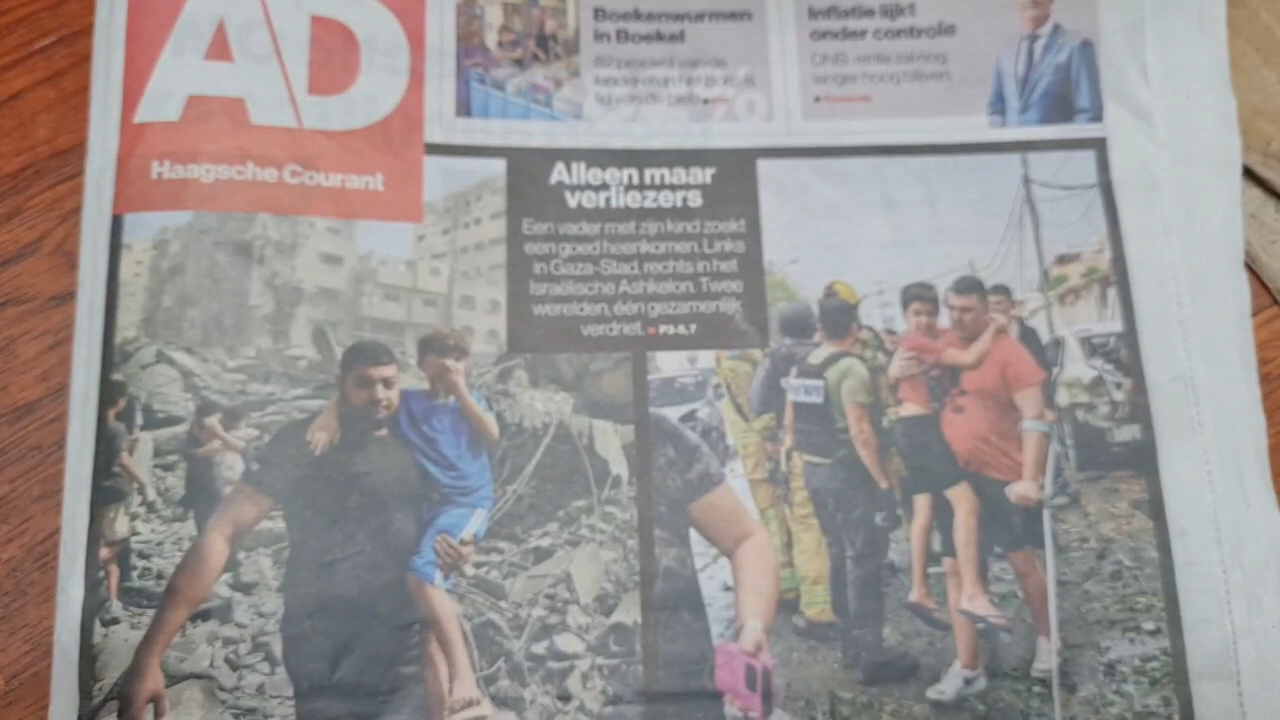 AD
Haagsche Courant
Boekenwurmen
in Boekel
Inflatie lijkt
onder controle
DNB: rente zal nog
langer hoog blijven.
Alleen maar
verliezers
Een vader met zijn kind zoekt
een goed heenkomen. Links
in Gaza-Stad, rechts in het
Israëlische Ashkelon. Twee
werelden, één gezamenlijk
verdriet. P3-5,7